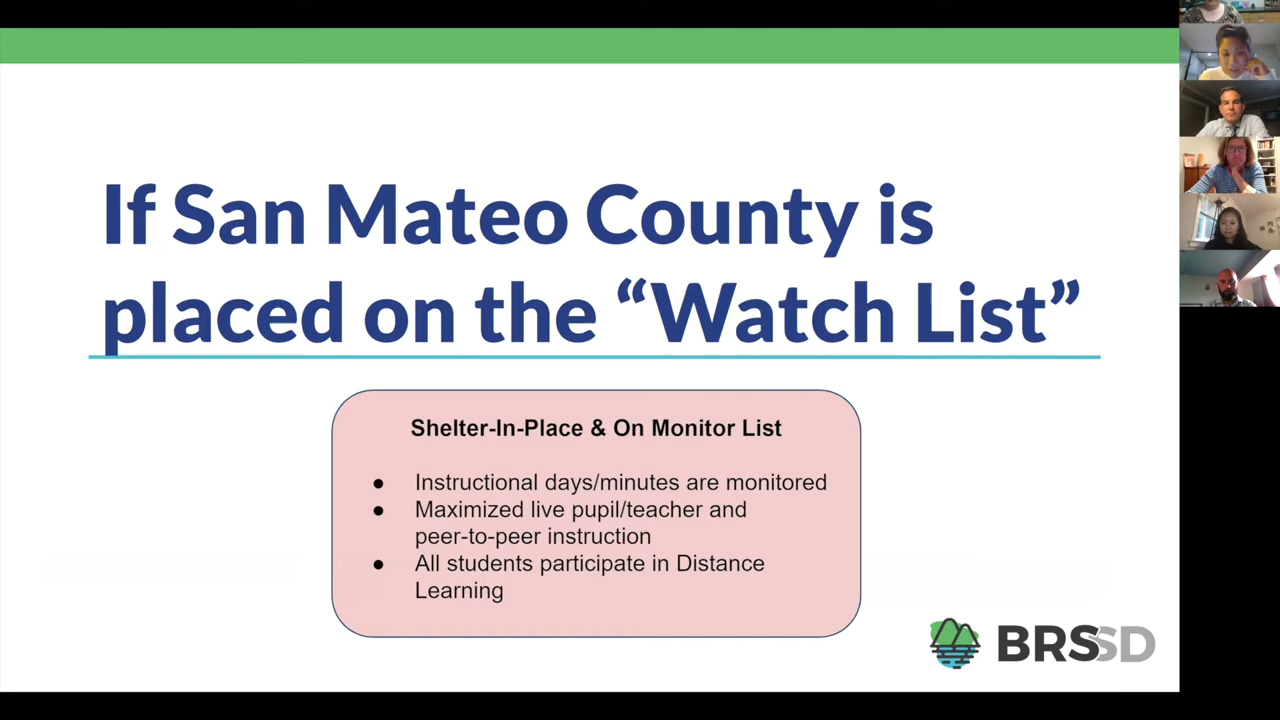 If San Mateo County is
placed on the “Watch List”
Shelter-In-Place & On Monitor List
● Instructional days/minutes are monitored
● Maximized live pupil/teacher and
peer-to-peer instruction
● All students participate in Distance
Learning
BRSSD